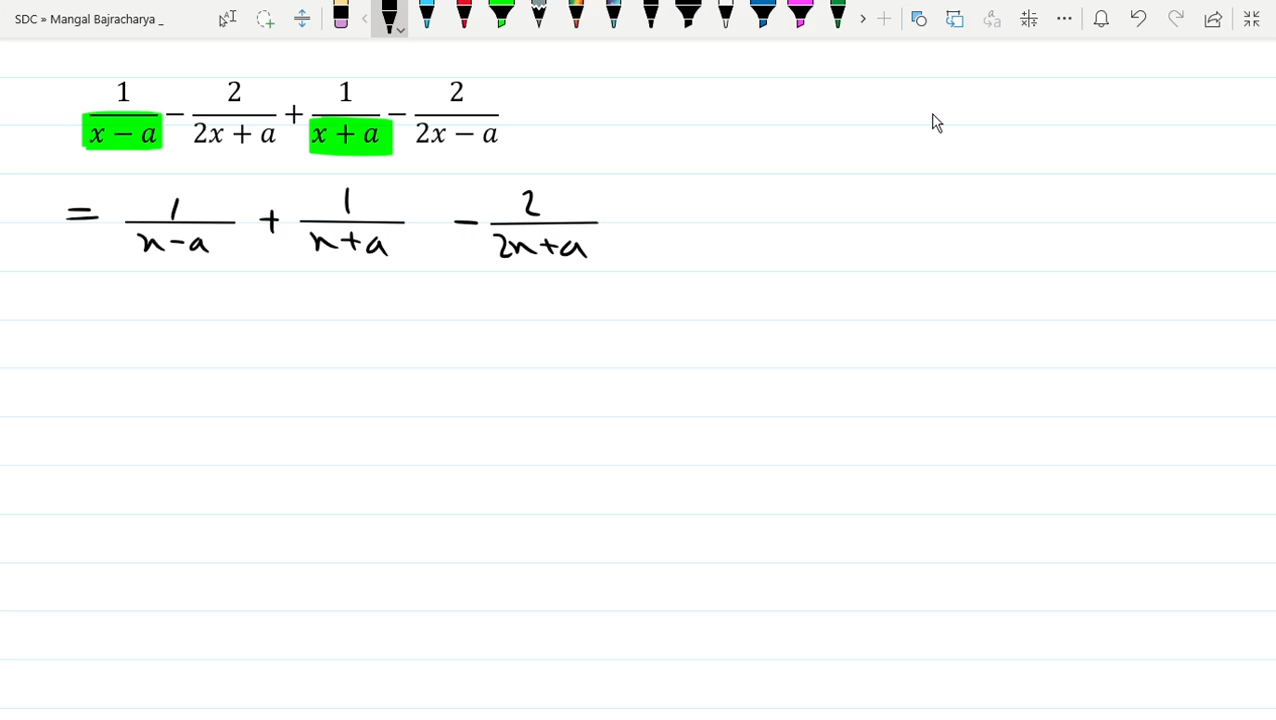 SDC » Mangal Bajracharya _
1/(x − a) − 2/(2x + a) + 1/(x + a) − 2/(2x − a)
= 1/(x-a) + 1/(x+a) - 2/(2x+a)